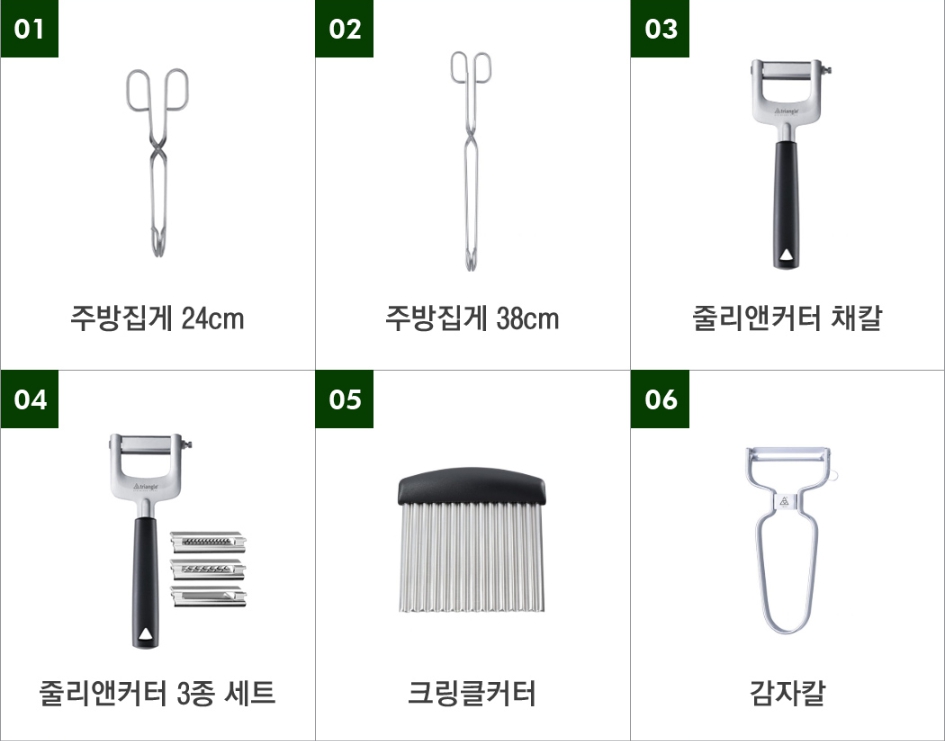 01
02
03
triangle
주방집게 24cm
주방집게 38cm
줄리앤커터 채칼
04
05
06
triangle
줄리앤커터 3종 세트
크링클커터
감자칼